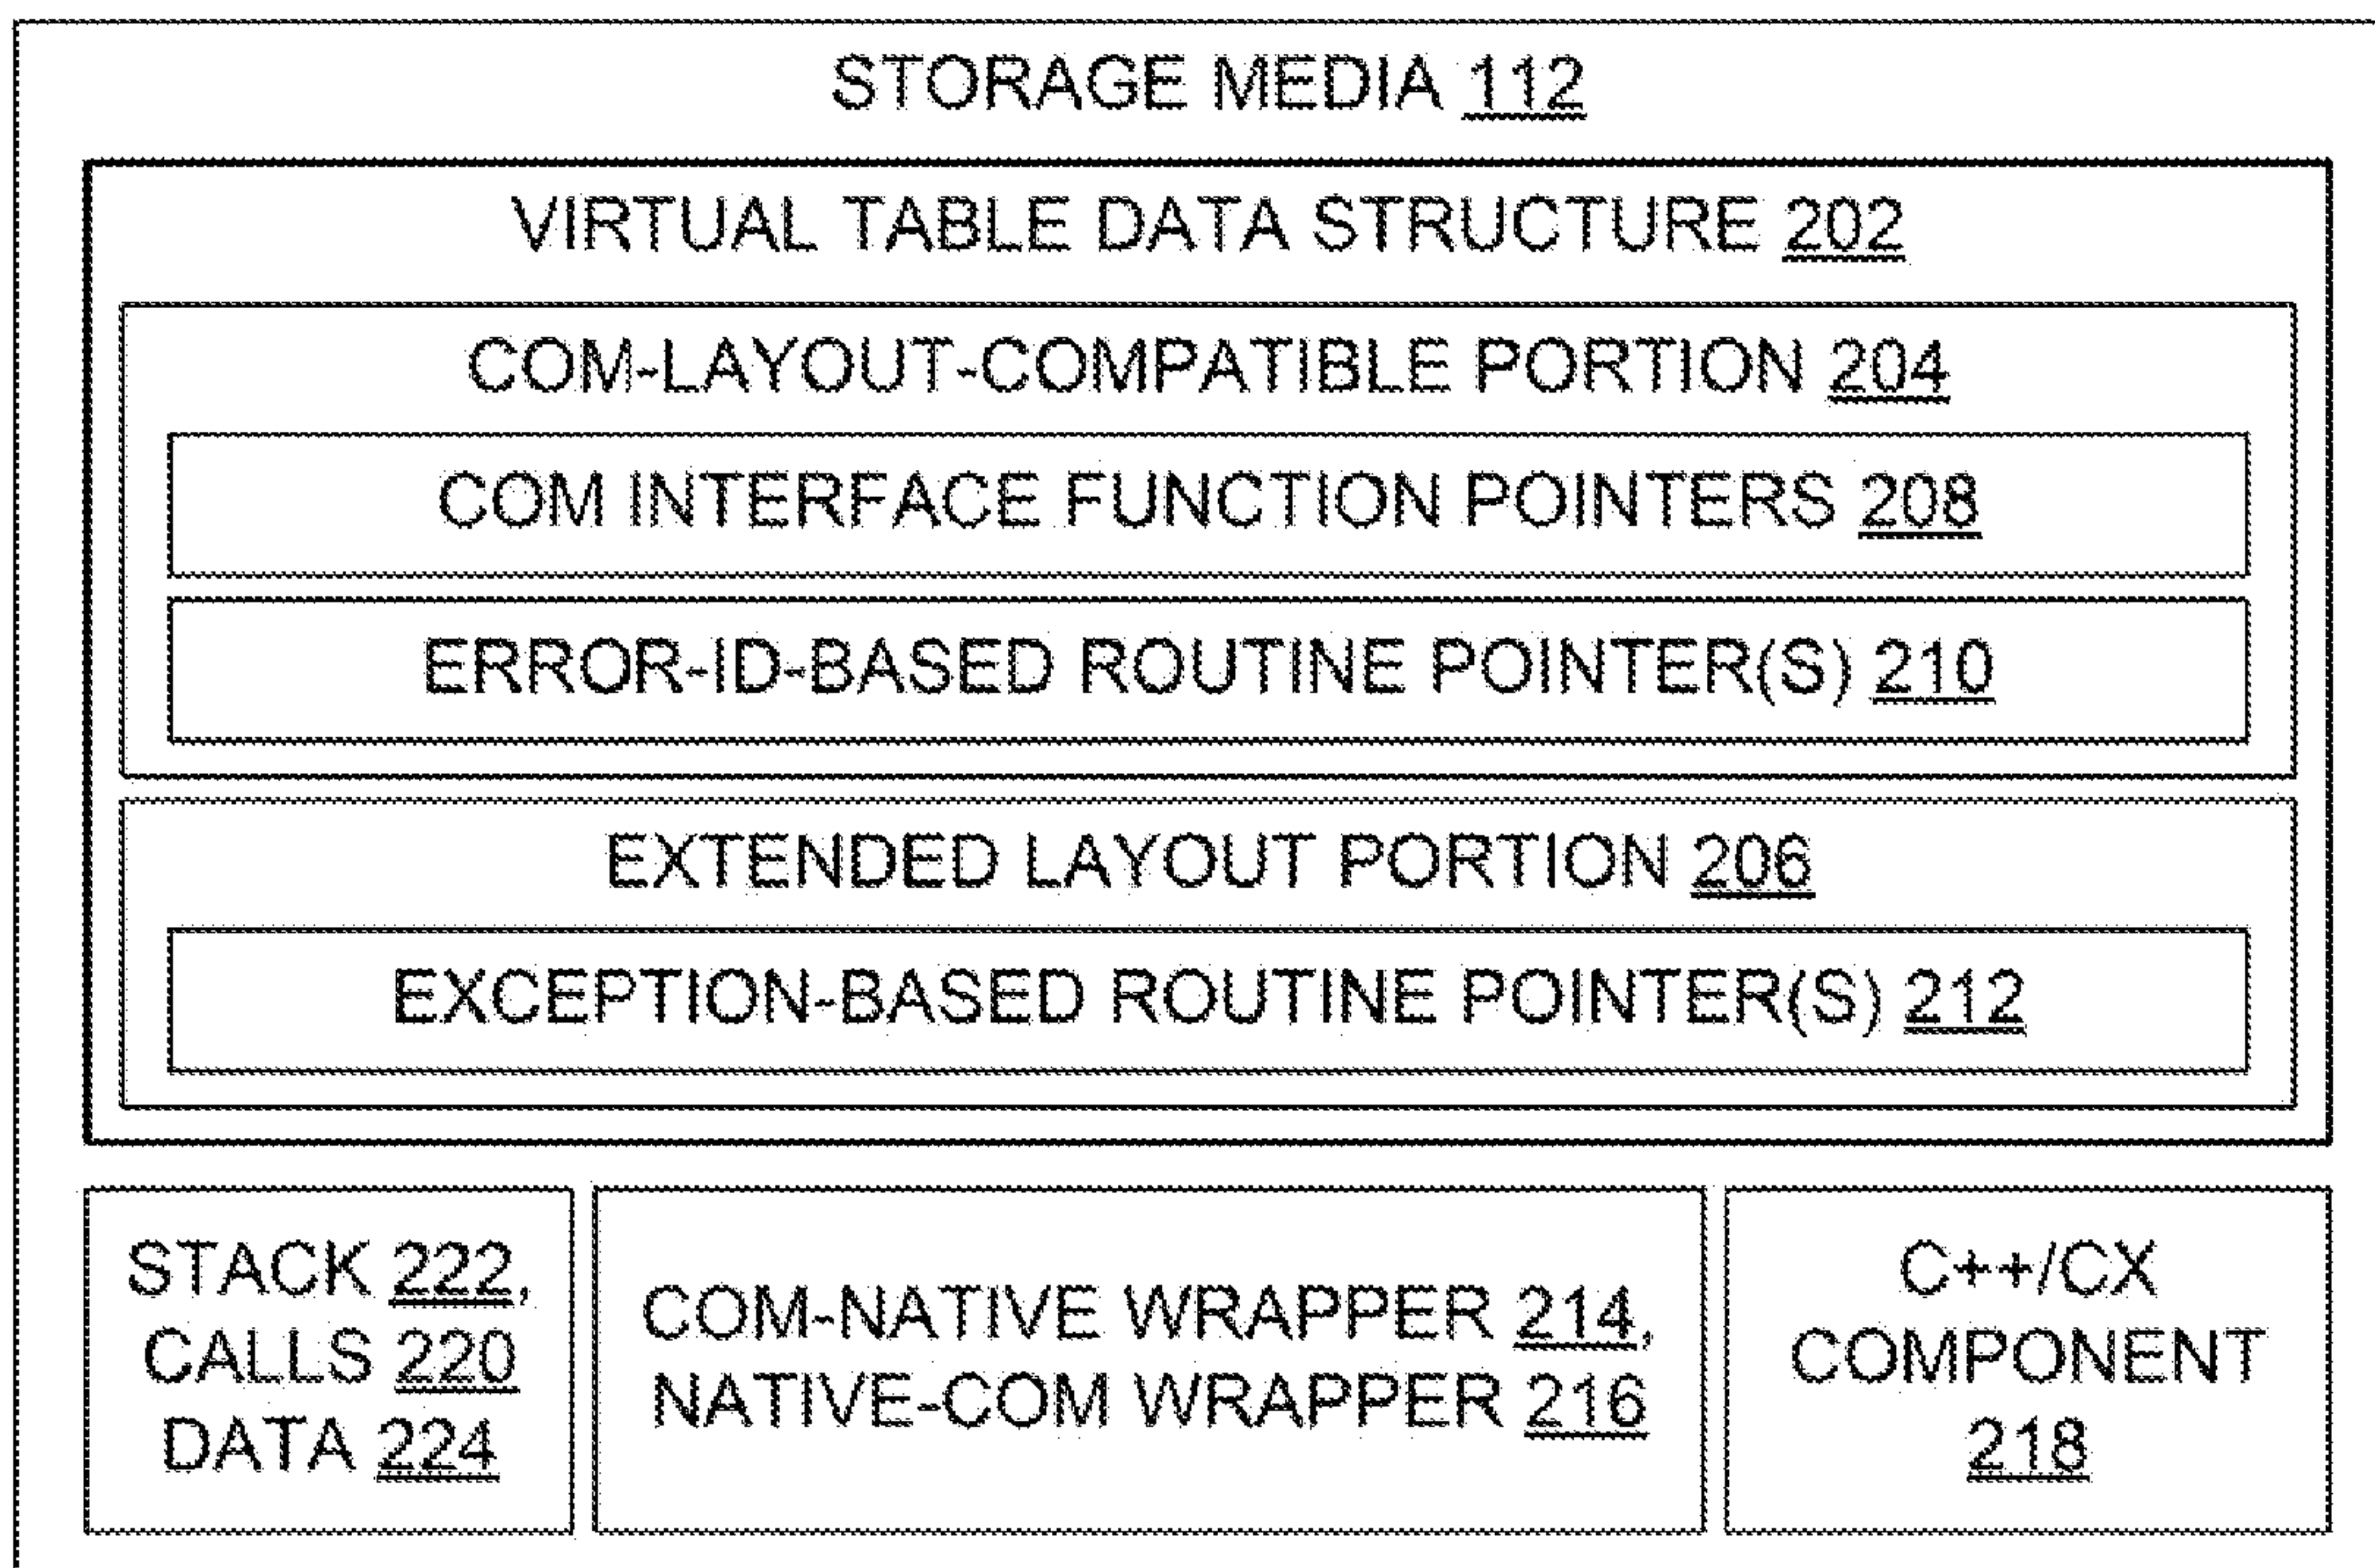 STORAGE MEDIA 112
VIRTUAL TABLE DATA STRUCTURE 202
COM-LAYOUT-COMPATIBLE PORTION 204
COM INTERFACE FUNCTION POINTERS 208
ERROR-ID-BASED ROUTINE POINTER(S) 210
EXTENDED LAYOUT PORTION 206
EXCEPTION-BASED ROUTINE POINTER(S) 212
STACK 222,
CALLS 220
DATA 224
COM-NATIVE WRAPPER 214,
NATIVE-COM WRAPPER 216
C++/CX
COMPONENT
218